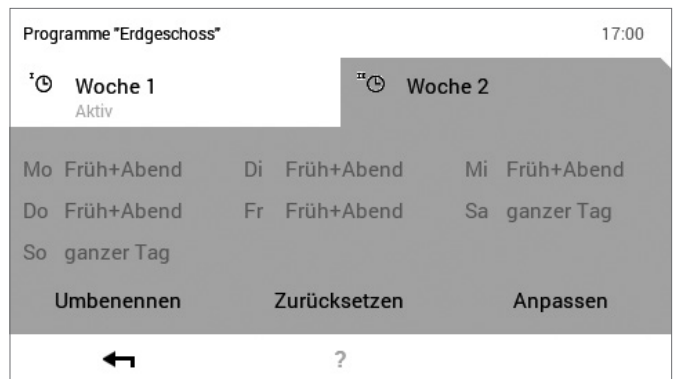 Programme "Erdgeschoss" 17:00
I Woche 1 II Woche 2
Aktiv
Mo Früh+Abend Di Früh+Abend Mi Früh+Abend
Do Früh+Abend Fr Früh+Abend Sa ganzer Tag
So ganzer Tag
Umbenennen Zurücksetzen Anpassen
?